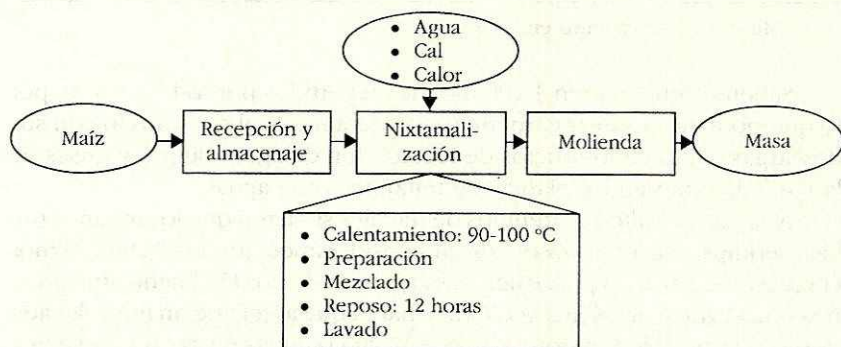 • Agua
• Cal
• Calor
Maíz
Recepción y
almacenaje
Nixtamali-
zación
Molienda
Masa
• Calentamiento: 90-100 ºC
• Preparación
• Mezclado
• Reposo: 12 horas
• Lavado